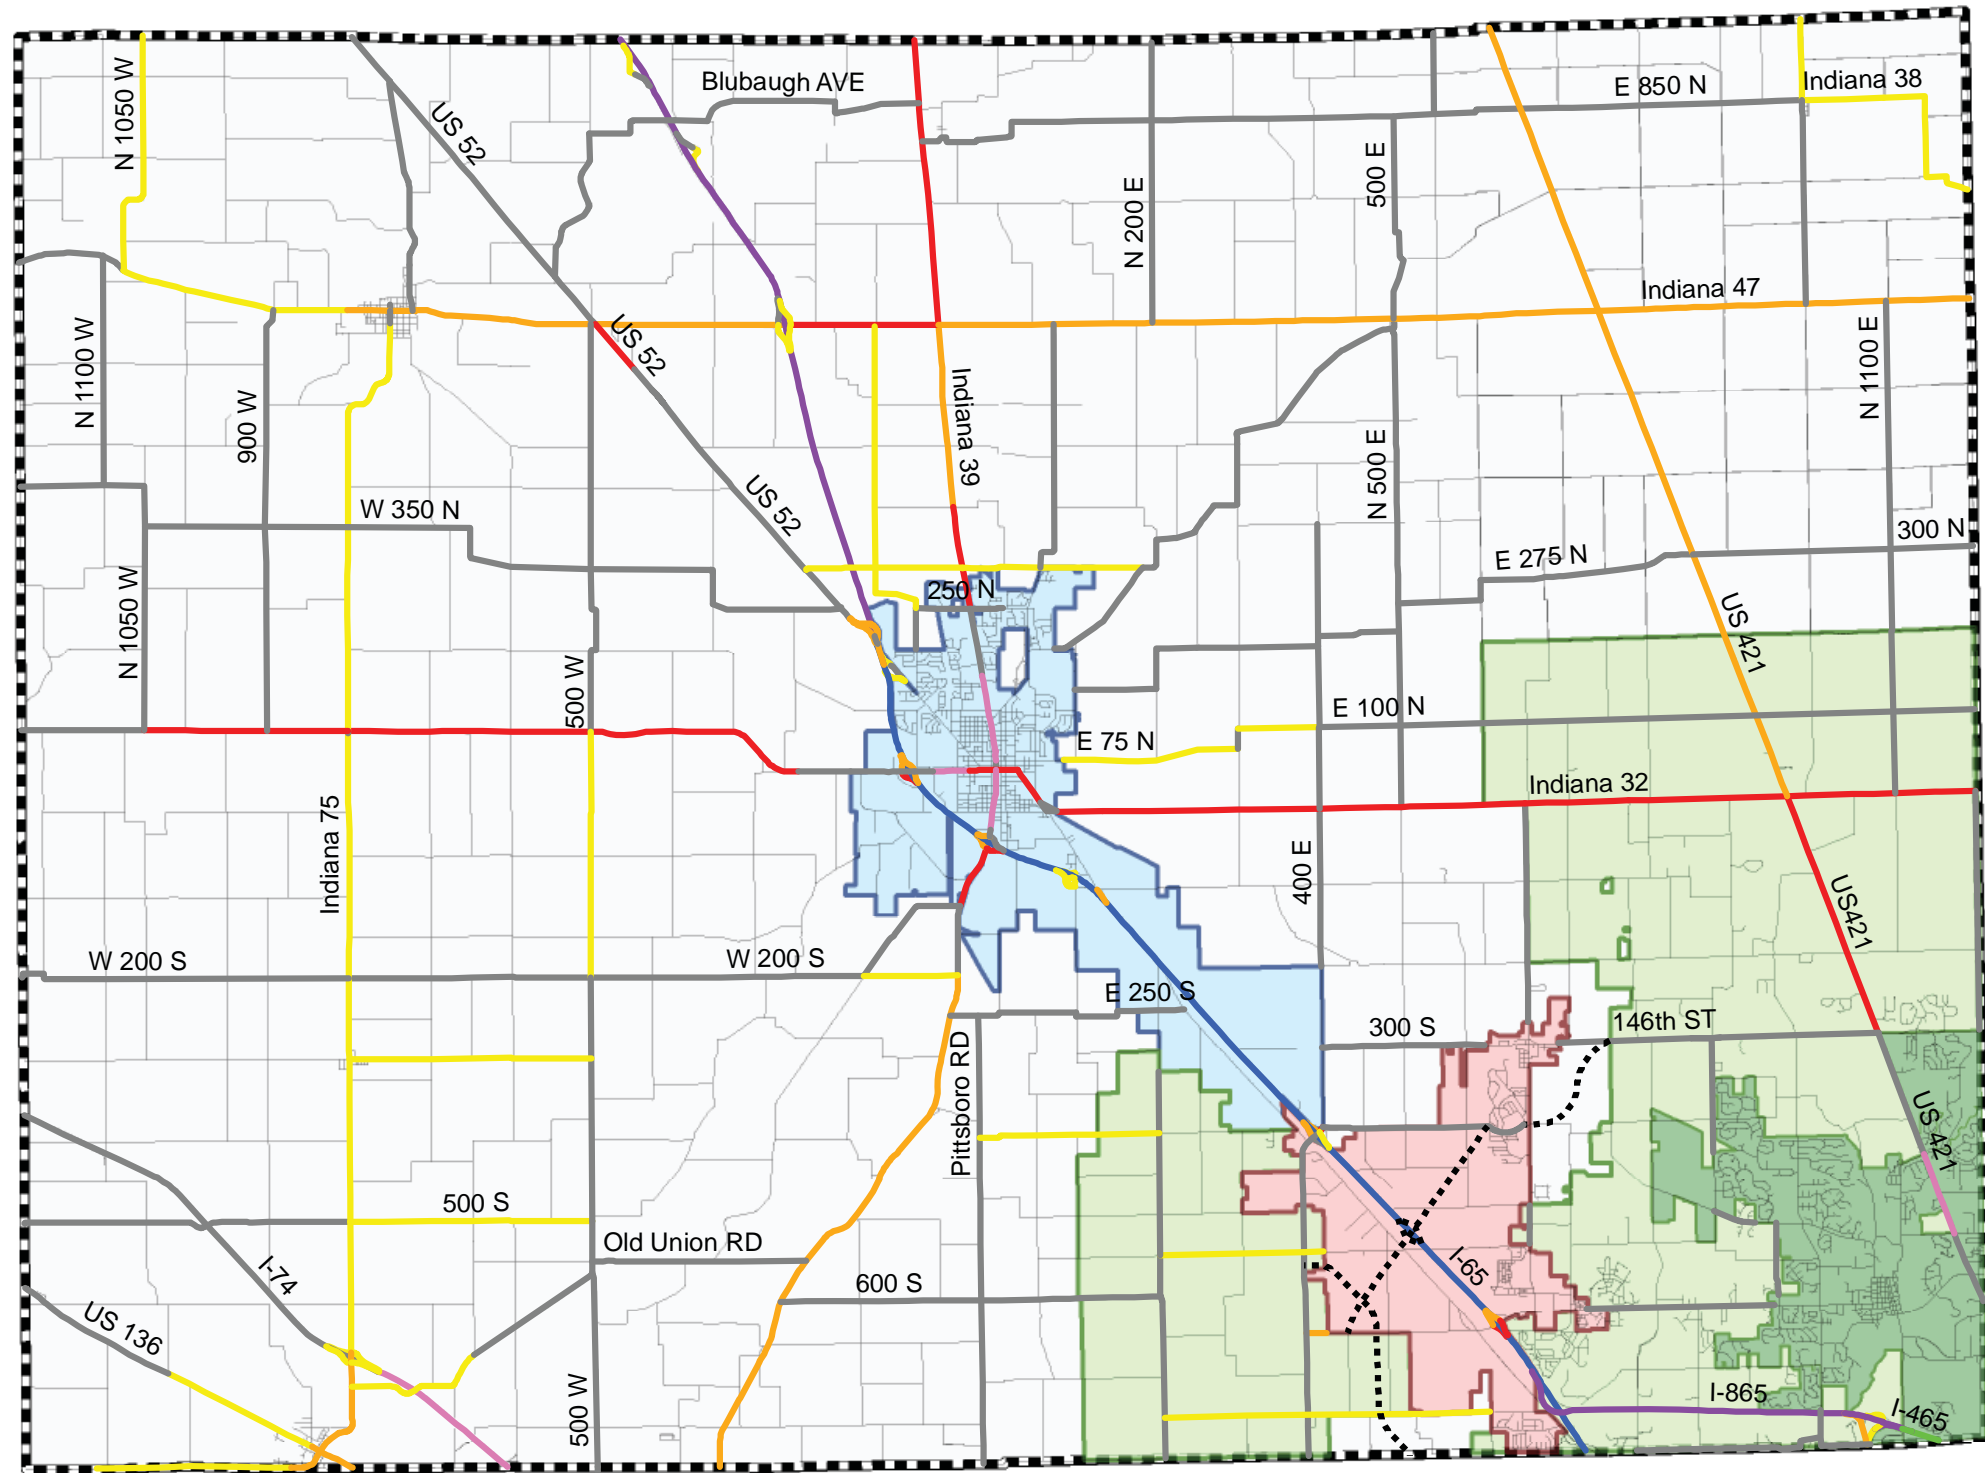 Blubaugh AVE
E 850 N
Indiana 38
N 1050 W
US 52
500 E
N 200 E
Indiana 47
US 52
N 1100 W
900 W
Indiana 39
N 1100 E
N 500 E
US 52
W 350 N
300 N
E 275 N
250 N
N 1050 W
US 421
500 W
E 100 N
E 75 N
Indiana 32
Indiana 75
400 E
US421
W 200 S
W 200 S
E 250 S
300 S
146th ST
Pittsboro RD
US 421
500 S
Old Union RD
I-74
I-65
600 S
US 136
500 W
I-865
I-465